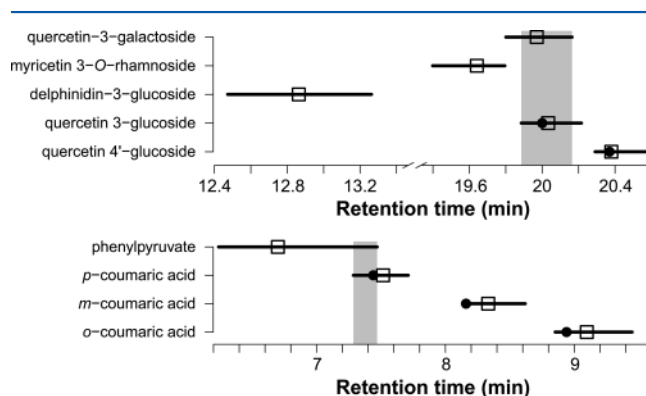 quercetin-3-galactoside
myricetin 3-O-rhamnoside
delphinidin-3-glucoside
quercetin 3-glucoside
quercetin 4'-glucoside
12.4 12.8 13.2 19.6 20 20.4
Retention time (min)
phenylpyruvate
p-coumaric acid
m-coumaric acid
o-coumaric acid
7 8 9
Retention time (min)